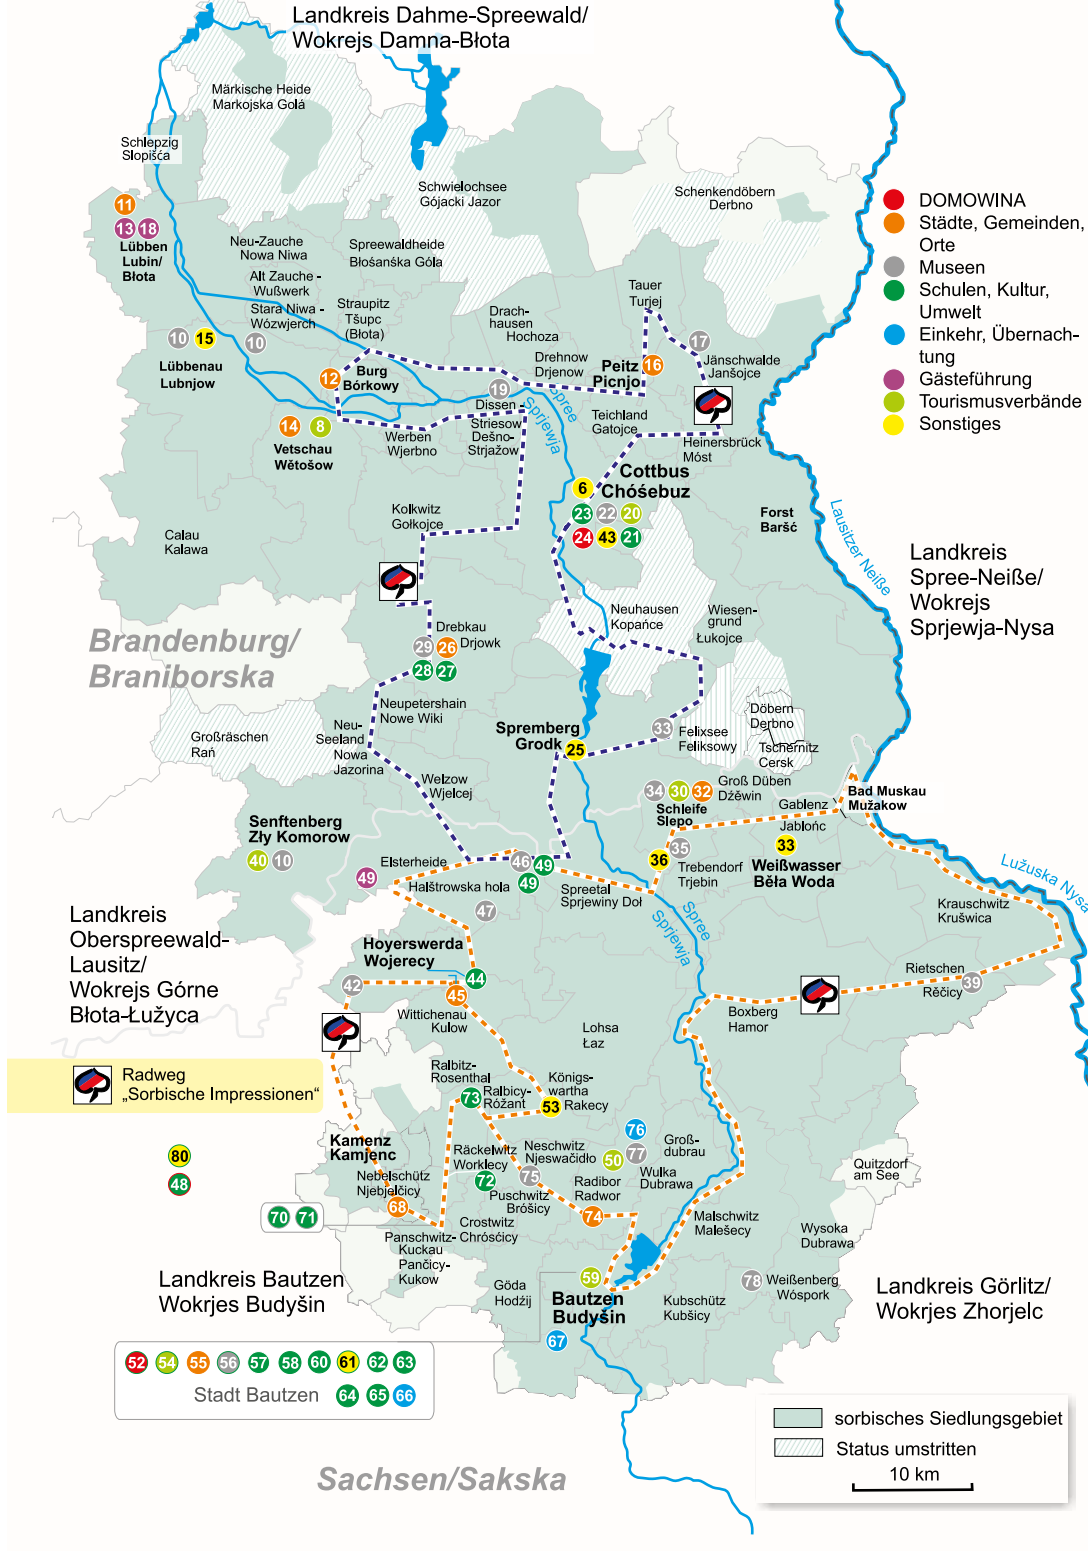 Landkreis Dahme-Spreewald/
Wokrejs Damna-Błota
Märkische Heide
Markojska Golá
Schlepzig
Slopišća
Schwielochsee
Gójacki Jazor
Schenkendöbern
Derbno
11
13 18
Lübben
Lubin/
Błota
Neu-Zauche
Nowa Niwa
Spreewaldheide
Błošańska Góla
Alt Zauche -
Wußwerk
Stara Niwa -
Wózwjerch
Straupitz
Tšupc
(Błota)
Tauer
Turjej
Drach-
hausen
Hochoza
Drehnow
Drjenow
10 15 10
Lübbenau
Lubnjow
17
Jänschwalde
Janšojce
Peitz
Picnjo
16
12
Burg
Bórkowy
19
Dissen -
Striesow
Dešno-
Strjažow
Spree
Sprjewja
Teichland
Gatojce
14 8
Vetschau
Wětošow
Werben
Wjerbno
Heinersbrück
Móst
Cottbus
Chóśebuz
6
23 22 20
24 43 21
Forst
Baršć
Lausitzer Neiße
Kolkwitz
Gołkojce
Calau
Kalawa
DOMOWINA
Städte, Gemeinden,
Orte
Museen
Schulen, Kultur,
Umwelt
Einkehr, Übernach-
tung
Gästeführung
Tourismusverbände
Sonstiges
Landkreis
Spree-Neiße/
Wokrejs
Sprjewja-Nysa
Brandenburg/
Braniborska
Neuhausen
Kopańce
Wiesen-
grund
Łukojce
Drebkau
Drjowk
29 26
28 27
Neupetershain
Nowe Wiki
Döbern
Derbno
Tschernitz
Cersk
Großräschen
Rań
Neu-
Seeland
Nowa
Jazorina
Spremberg
Grodk
25
33
Felixsee
Feliksowy
Welzow
Wjelcej
34 30 32
Groß Düben
Dźěwin
Schleife
Slepo
Gablenz
Jabłońc
Bad Muskau
Mužakow
Senftenberg
Zły Komorow
40 10
49
Elsterheide
Halštrowska hola
46 49
49
47
36 35
Trebendorf
Trjebin
33
Weißwasser
Běła Woda
Spreetal
Sprjewiny Doł
Łužuska Nysa
Krauschwitz
Krušwica
Spree
Sprjewja
Landkreis
Oberspreewald-
Lausitz/
Wokrejs Górne
Błota-Łużyca
Hoyerswerda
Wojerecy
44
42
45
Wittichenau
Kulow
Rietschen
Rěčicy
39
Boxberg
Hamor
Lohsa
Łaz
Radweg
„Sorbische Impressionen“
Ralbitz-
Rosenthal
Ralbicy-
Róžant
73
Königs-
wartha
Rakecy
53
80
48
Kamenz
Kamjenc
Nebelschütz
Njebjelčicy
68
Räckelwitz
Worklecy
72
Neschwitz
Njeswačidło
75
Puschwitz
Bóšicy
76
77
50
Groß-
dubrau
Wulka
Dubrawa
Radibor
Radwor
74
Quitzdorf
am See
70 71
Panschwitz-
Kuckau
Pančicy-
Kukow
Crostwitz
Chrósćicy
Malschwitz
Malešecy
Wysoka
Dubrawa
Landkreis Bautzen
Wokrjes Budyšin
Göda
Hodźij
59
Bautzen
Budyšin
67
Kubschütz
Kubšicy
78
Weißenberg
Wóspork
Landkreis Görlitz/
Wokrjes Zhorjelc
52 54 55 56 57 58 60 61 62 63
Stadt Bautzen 64 65 66
Sachsen/Sakska
sorbisches Siedlungsgebiet
Status umstritten
10 km